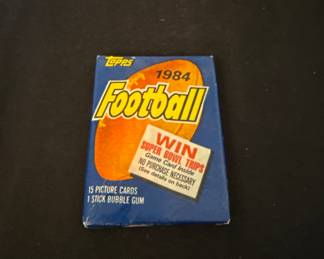 TOPPS
1984
Football
WIN
SUPER BOWL TRIPS
Game Card Inside
NO PURCHASE NECESSARY
(See details on back)
15 PICTURE CARDS
1 STICK BUBBLE GUM